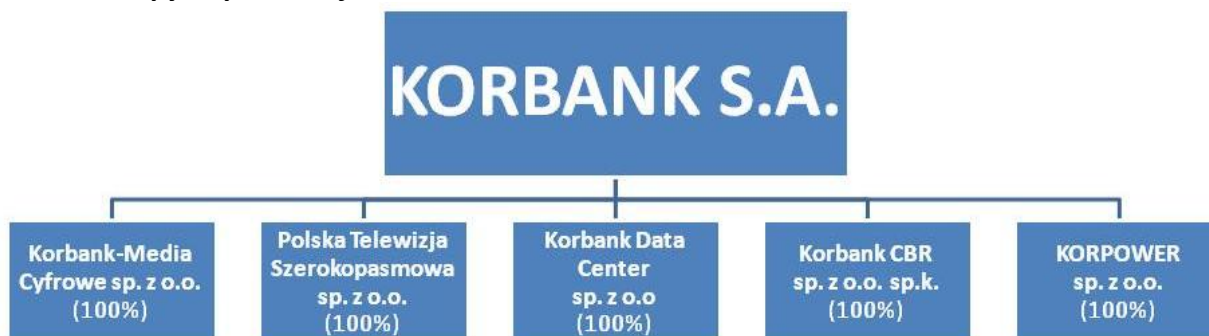 KORBANK S.A.
Korbank-Media
Cyfrowe sp. z o.o.
(100%)
Polska Telewizja
Szerokopasmowa
sp. z o.o.
(100%)
Korbank Data
Center
sp. z o.o
(100%)
Korbank CBR
sp. z o.o. sp.k.
(100%)
KORPOWER
sp. z o.o.
(100%)